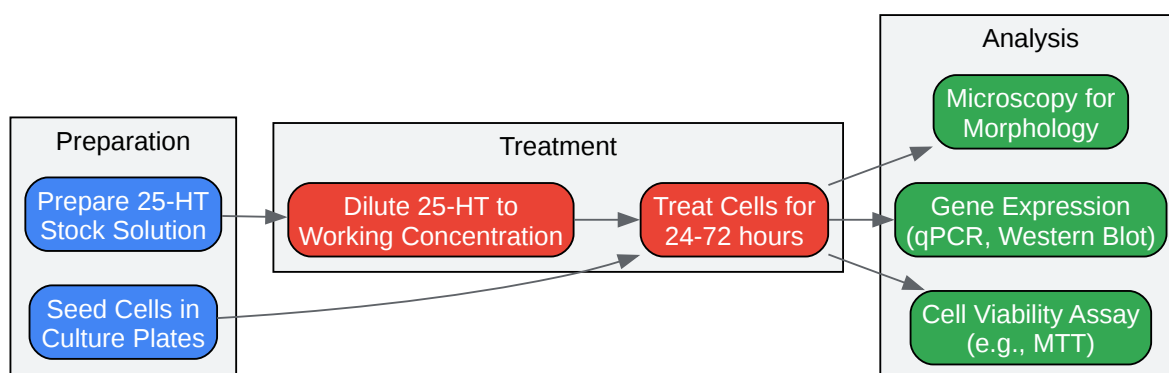 Preparation
Prepare 25-HT
Stock Solution
Seed Cells in
Culture Plates
Treatment
Dilute 25-HT to
Working Concentration
Treat Cells for
24-72 hours
Analysis
Microscopy for
Morphology
Gene Expression
(qPCR, Western Blot)
Cell Viability Assay
(e.g., MTT)